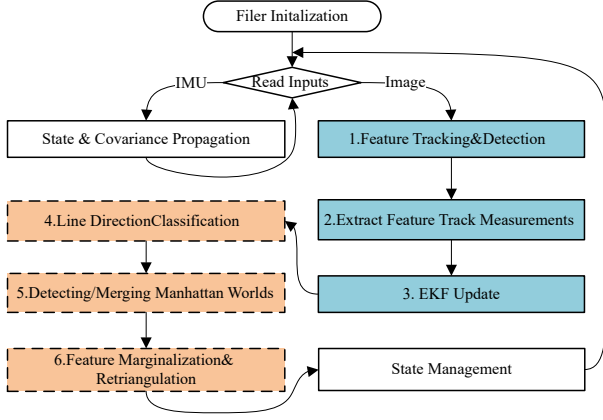 Filer Initalization
Read Inputs
IMU
Image
State & Covariance Propagation
1.Feature Tracking&Detection
4.Line DirectionClassification
2.Extract Feature Track Measurements
5.Detecting/Merging Manhattan Worlds
3. EKF Update
6.Feature Marginalization&
Retriangulation
State Management